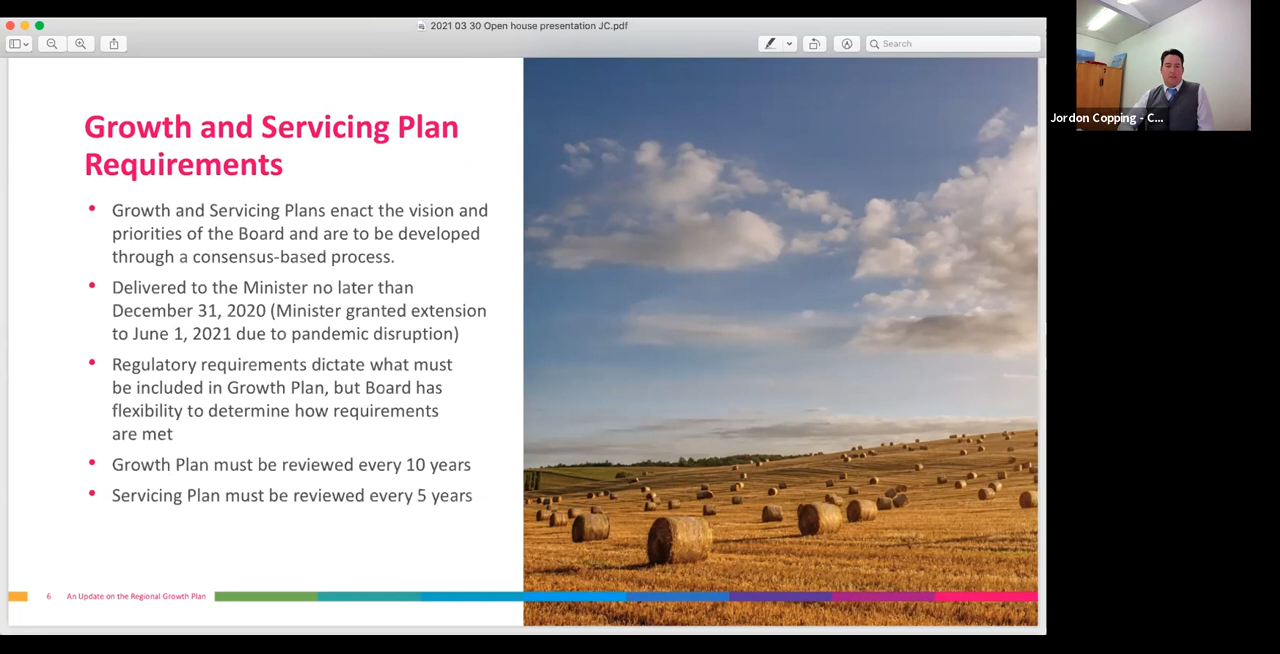 2021 03 30 Open house presentation JC.pdf
Search
Jordon Copping - C...
Growth and Servicing Plan
Requirements
• Growth and Servicing Plans enact the vision and
priorities of the Board and are to be developed
through a consensus-based process.
• Delivered to the Minister no later than
December 31, 2020 (Minister granted extension
to June 1, 2021 due to pandemic disruption)
• Regulatory requirements dictate what must
be included in Growth Plan, but Board has
flexibility to determine how requirements
are met
• Growth Plan must be reviewed every 10 years
• Servicing Plan must be reviewed every 5 years
6 An Update on the Regional Growth Plan